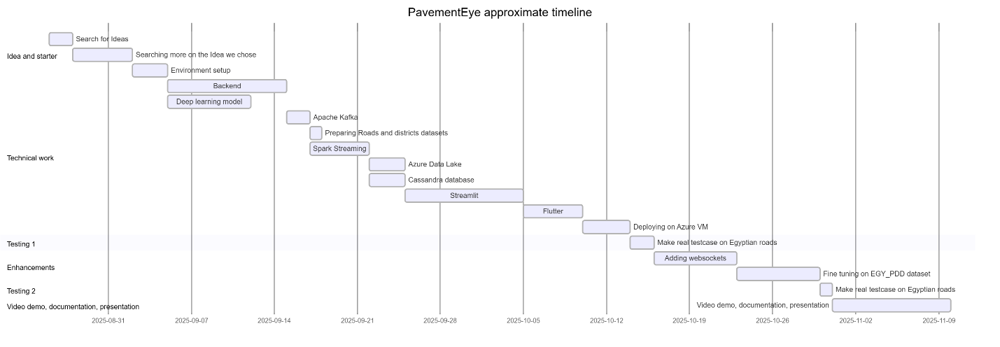 PavementEye approximate timeline
Search for Ideas
Idea and starter
Searching more on the Idea we chose
Environment setup
Backend
Deep learning model
Apache Kafka
Preparing Roads and districts datasets
Spark Streaming
Technical work
Azure Data Lake
Cassandra database
Streamlit
Flutter
Deploying on Azure VM
Testing 1
Make real testcase on Egyptian roads
Adding websockets
Enhancements
Fine tuning on EGY_PDD dataset
Testing 2
Make real testcase on Egyptian roads
Video demo, documentation, presentation
Video demo, documentation, presentation
2025-08-31
2025-09-07
2025-09-14
2025-09-21
2025-09-28
2025-10-05
2025-10-12
2025-10-19
2025-10-26
2025-11-02
2025-11-09